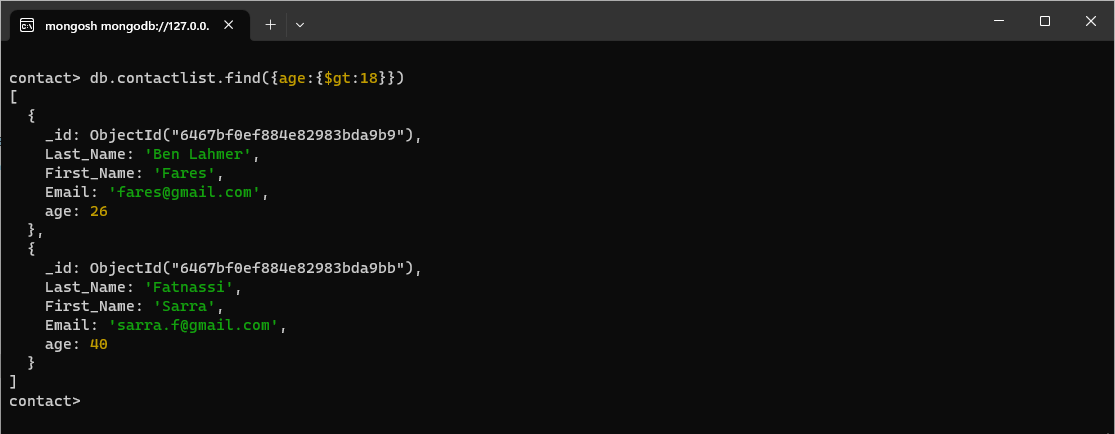 mongosh mongodb://127.0.0.
contact> db.contactlist.find({age:{$gt:18}})
[
  {
    _id: ObjectId("6467bf0ef884e82983bda9b9"),
    Last_Name: 'Ben Lahmer',
    First_Name: 'Fares',
    Email: 'fares@gmail.com',
    age: 26
  },
  {
    _id: ObjectId("6467bf0ef884e82983bda9bb"),
    Last_Name: 'Fatnassi',
    First_Name: 'Sarra',
    Email: 'sarra.f@gmail.com',
    age: 40
  }
]
contact>